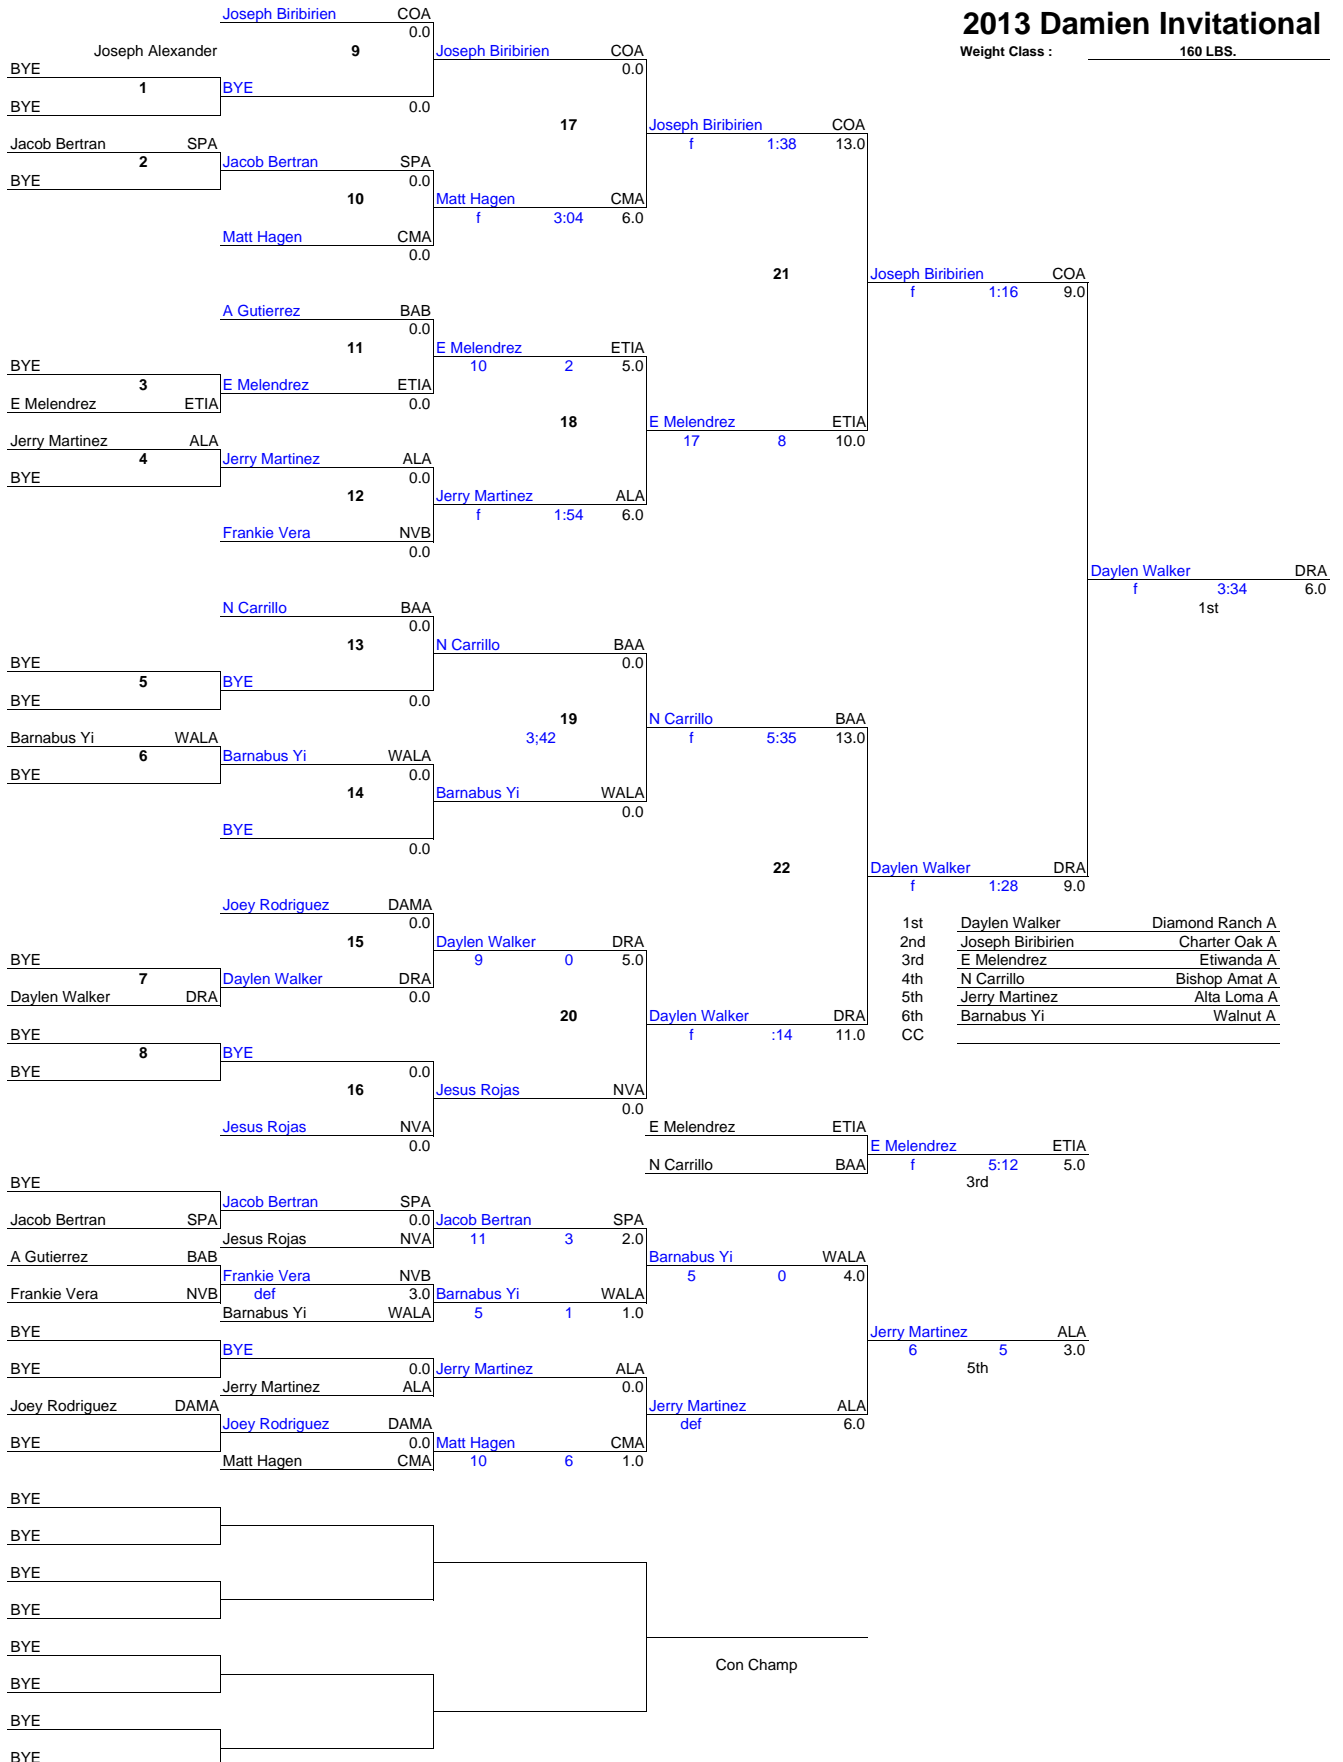 Joseph Biribirien COA
2013 Damien Invitational
0.0
Joseph Alexander 9 Joseph Biribirien COA
Weight Class : 160 LBS.
BYE 0.0
1 BYE
BYE 0.0
17 Joseph Biribirien COA
Jacob Bertran SPA f 1:38 13.0
2 Jacob Bertran SPA
BYE 0.0
10 Matt Hagen CMA
f 3:04 6.0
Matt Hagen CMA
0.0
21 Joseph Biribirien COA
f 1:16 9.0
A Gutierrez BAB
0.0
11 E Melendrez ETIA
BYE 10 2 5.0
3 E Melendrez ETIA
E Melendrez ETIA 0.0
18 E Melendrez ETIA
Jerry Martinez ALA 17 8 10.0
4 Jerry Martinez ALA
BYE 0.0
12 Jerry Martinez ALA
f 1:54 6.0
Frankie Vera NVB
0.0
Daylen Walker DRA
f 3:34 6.0
N Carrillo BAA 1st
0.0
13 N Carrillo BAA
BYE 0.0
5 BYE
BYE 0.0
19 N Carrillo BAA
Barnabus Yi WALA 3;42 f 5:35 13.0
6 Barnabus Yi WALA
BYE 0.0
14 Barnabus Yi WALA
0.0
BYE
0.0
22 Daylen Walker DRA
f 1:28 9.0
Joey Rodriguez DAMA
0.0
1st Daylen Walker Diamond Ranch A
15 Daylen Walker DRA
2nd Joseph Biribirien Charter Oak A
BYE 9 0 5.0
3rd E Melendrez Etiwanda A
7 Daylen Walker DRA
4th N Carrillo Bishop Amat A
Daylen Walker DRA 0.0
5th Jerry Martinez Alta Loma A
20 Daylen Walker DRA
6th Barnabus Yi Walnut A
BYE f :14 11.0
CC
8 BYE
BYE 0.0
16 Jesus Rojas NVA
0.0
Jesus Rojas NVA
0.0
E Melendrez ETIA
E Melendrez ETIA
N Carrillo BAA f 5:12 5.0
3rd
BYE
Jacob Bertran SPA
Jacob Bertran SPA 0.0 Jacob Bertran SPA
Jesus Rojas NVA 11 3 2.0
A Gutierrez BAB Barnabus Yi WALA
Frankie Vera NVB 5 0 4.0
Frankie Vera NVB def 3.0 Barnabus Yi WALA
Barnabus Yi WALA 5 1 1.0
BYE Jerry Martinez ALA
BYE 6 5 3.0
BYE 0.0 Jerry Martinez ALA 5th
Jerry Martinez ALA 0.0
Joey Rodriguez DAMA Jerry Martinez ALA
Joey Rodriguez DAMA def 6.0
BYE 0.0 Matt Hagen CMA
Matt Hagen CMA 10 6 1.0
BYE
BYE
BYE
BYE
BYE
Con Champ
BYE
BYE
BYE